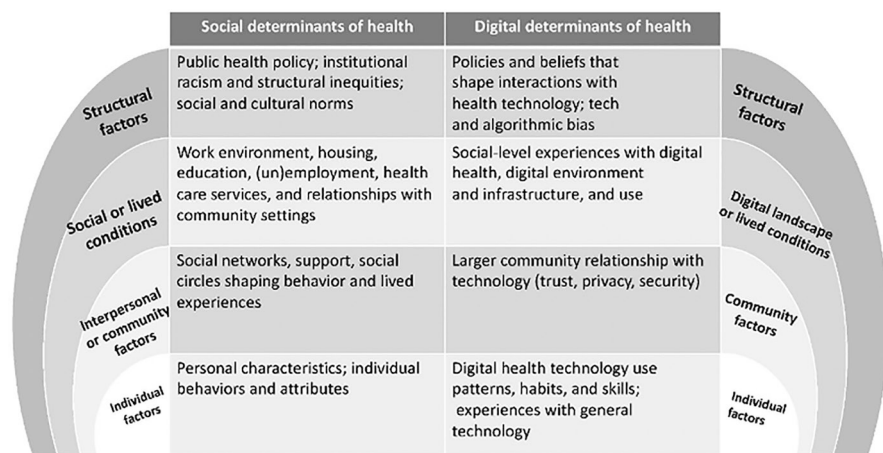 Social determinants of health
Digital determinants of health
Structural
factors
Public health policy; institutional
racism and structural inequities;
social and cultural norms
Policies and beliefs that
shape interactions with
health technology; tech
and algorithmic bias
Structural
factors
Social or lived
conditions
Work environment, housing,
education, (un)employment, health
care services, and relationships with
community settings
Social-level experiences with digital
health, digital environment
and infrastructure, and use
Digital landscape
or lived conditions
Interpersonal
or community
factors
Social networks, support, social
circles shaping behavior and lived
experiences
Larger community relationship with
technology (trust, privacy, security)
Community
factors
Individual
factors
Personal characteristics; individual
behaviors and attributes
Digital health technology use
patterns, habits, and skills;
experiences with general
technology
Individual
factors